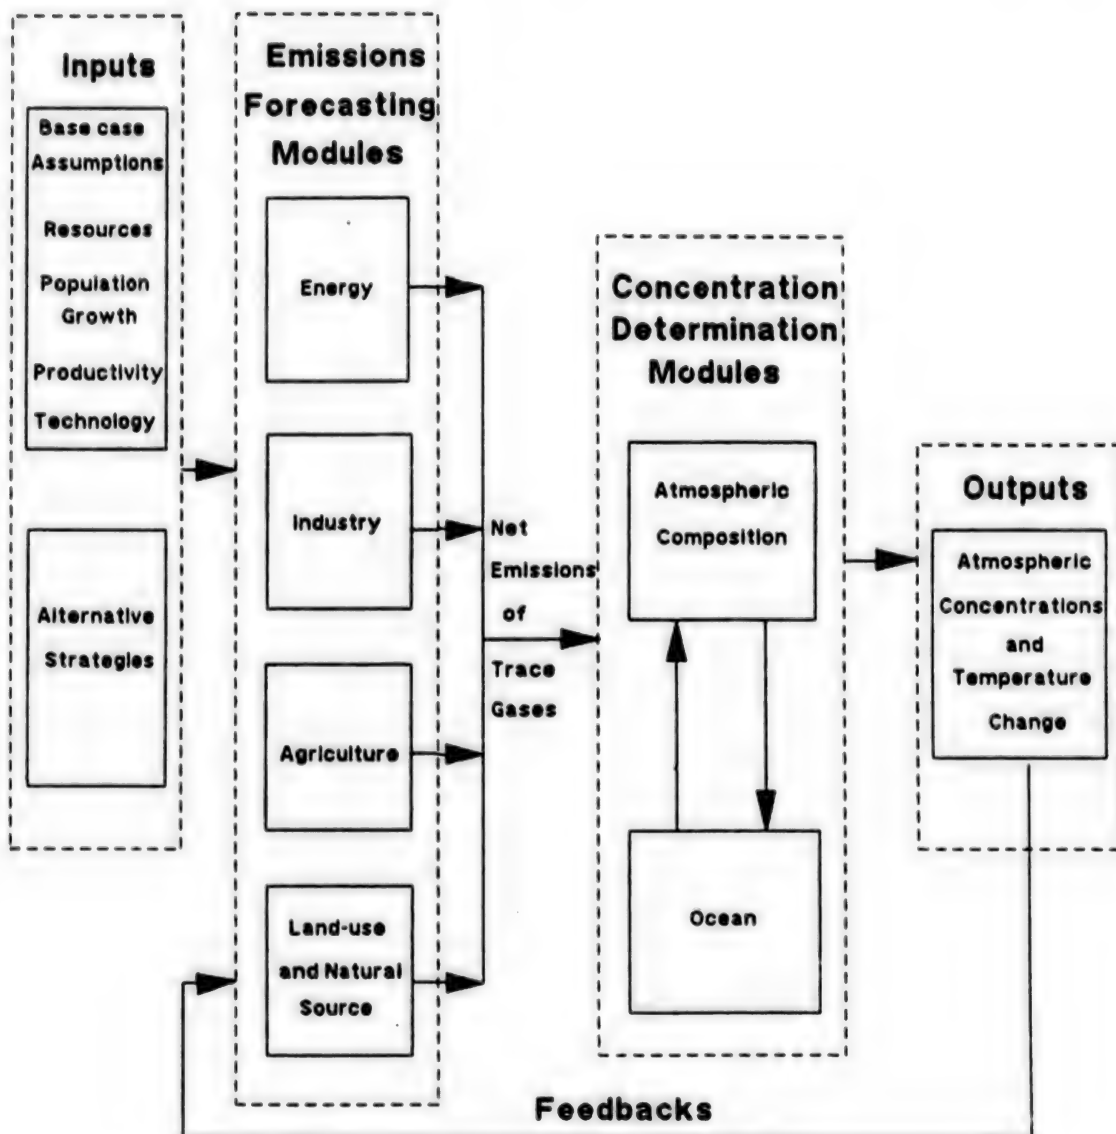 Inputs
Base case
Assumptions
Resources
Population
Growth
Productivity
Technology
Alternative
Strategies
Emissions
Forecasting
Modules
Energy
Industry
Agriculture
Land-use
and Natural
Source
Net
Emissions
of
Trace
Gases
Concentration
Determination
Modules
Atmospheric
Composition
Ocean
Outputs
Atmospheric
Concentrations
and
Temperature
Change
Feedbacks